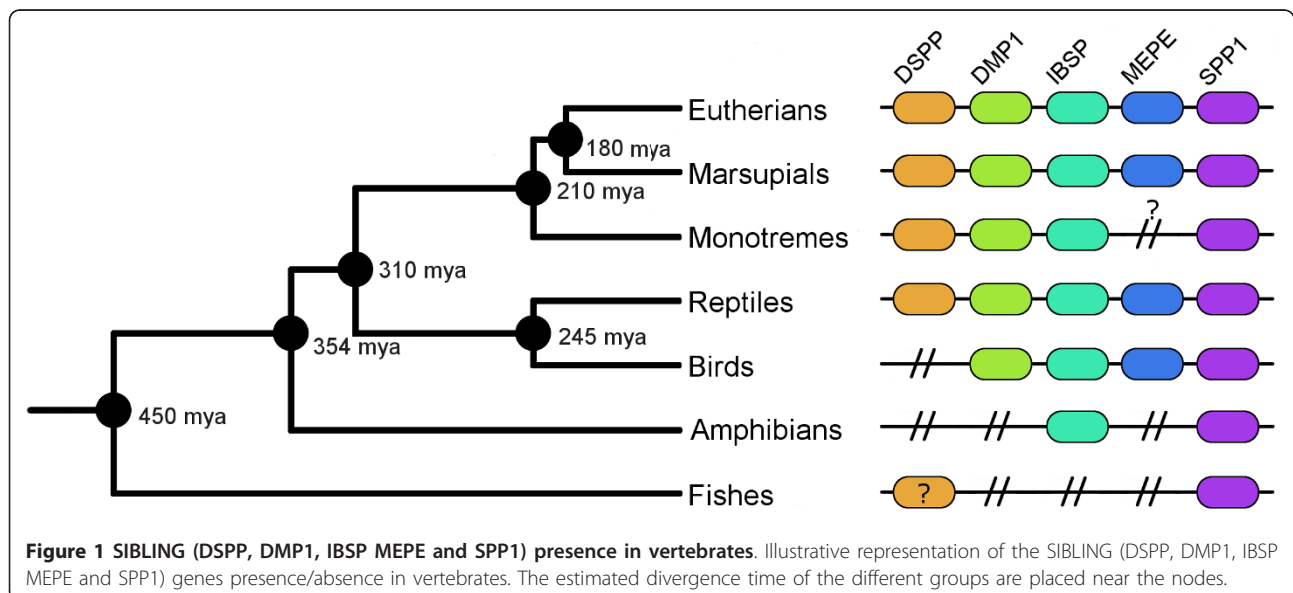 DSPP DMP1 IBSP MEPE SPP1
Eutherians
180 mya
Marsupials
210 mya
?
Monotremes
310 mya
Reptiles
354 mya
245 mya
Birds
450 mya
Amphibians
Fishes
?
Figure 1 SIBLING (DSPP, DMP1, IBSP MEPE and SPP1) presence in vertebrates. Illustrative representation of the SIBLING (DSPP, DMP1, IBSP
MEPE and SPP1) genes presence/absence in vertebrates. The estimated divergence time of the different groups are placed near the nodes.